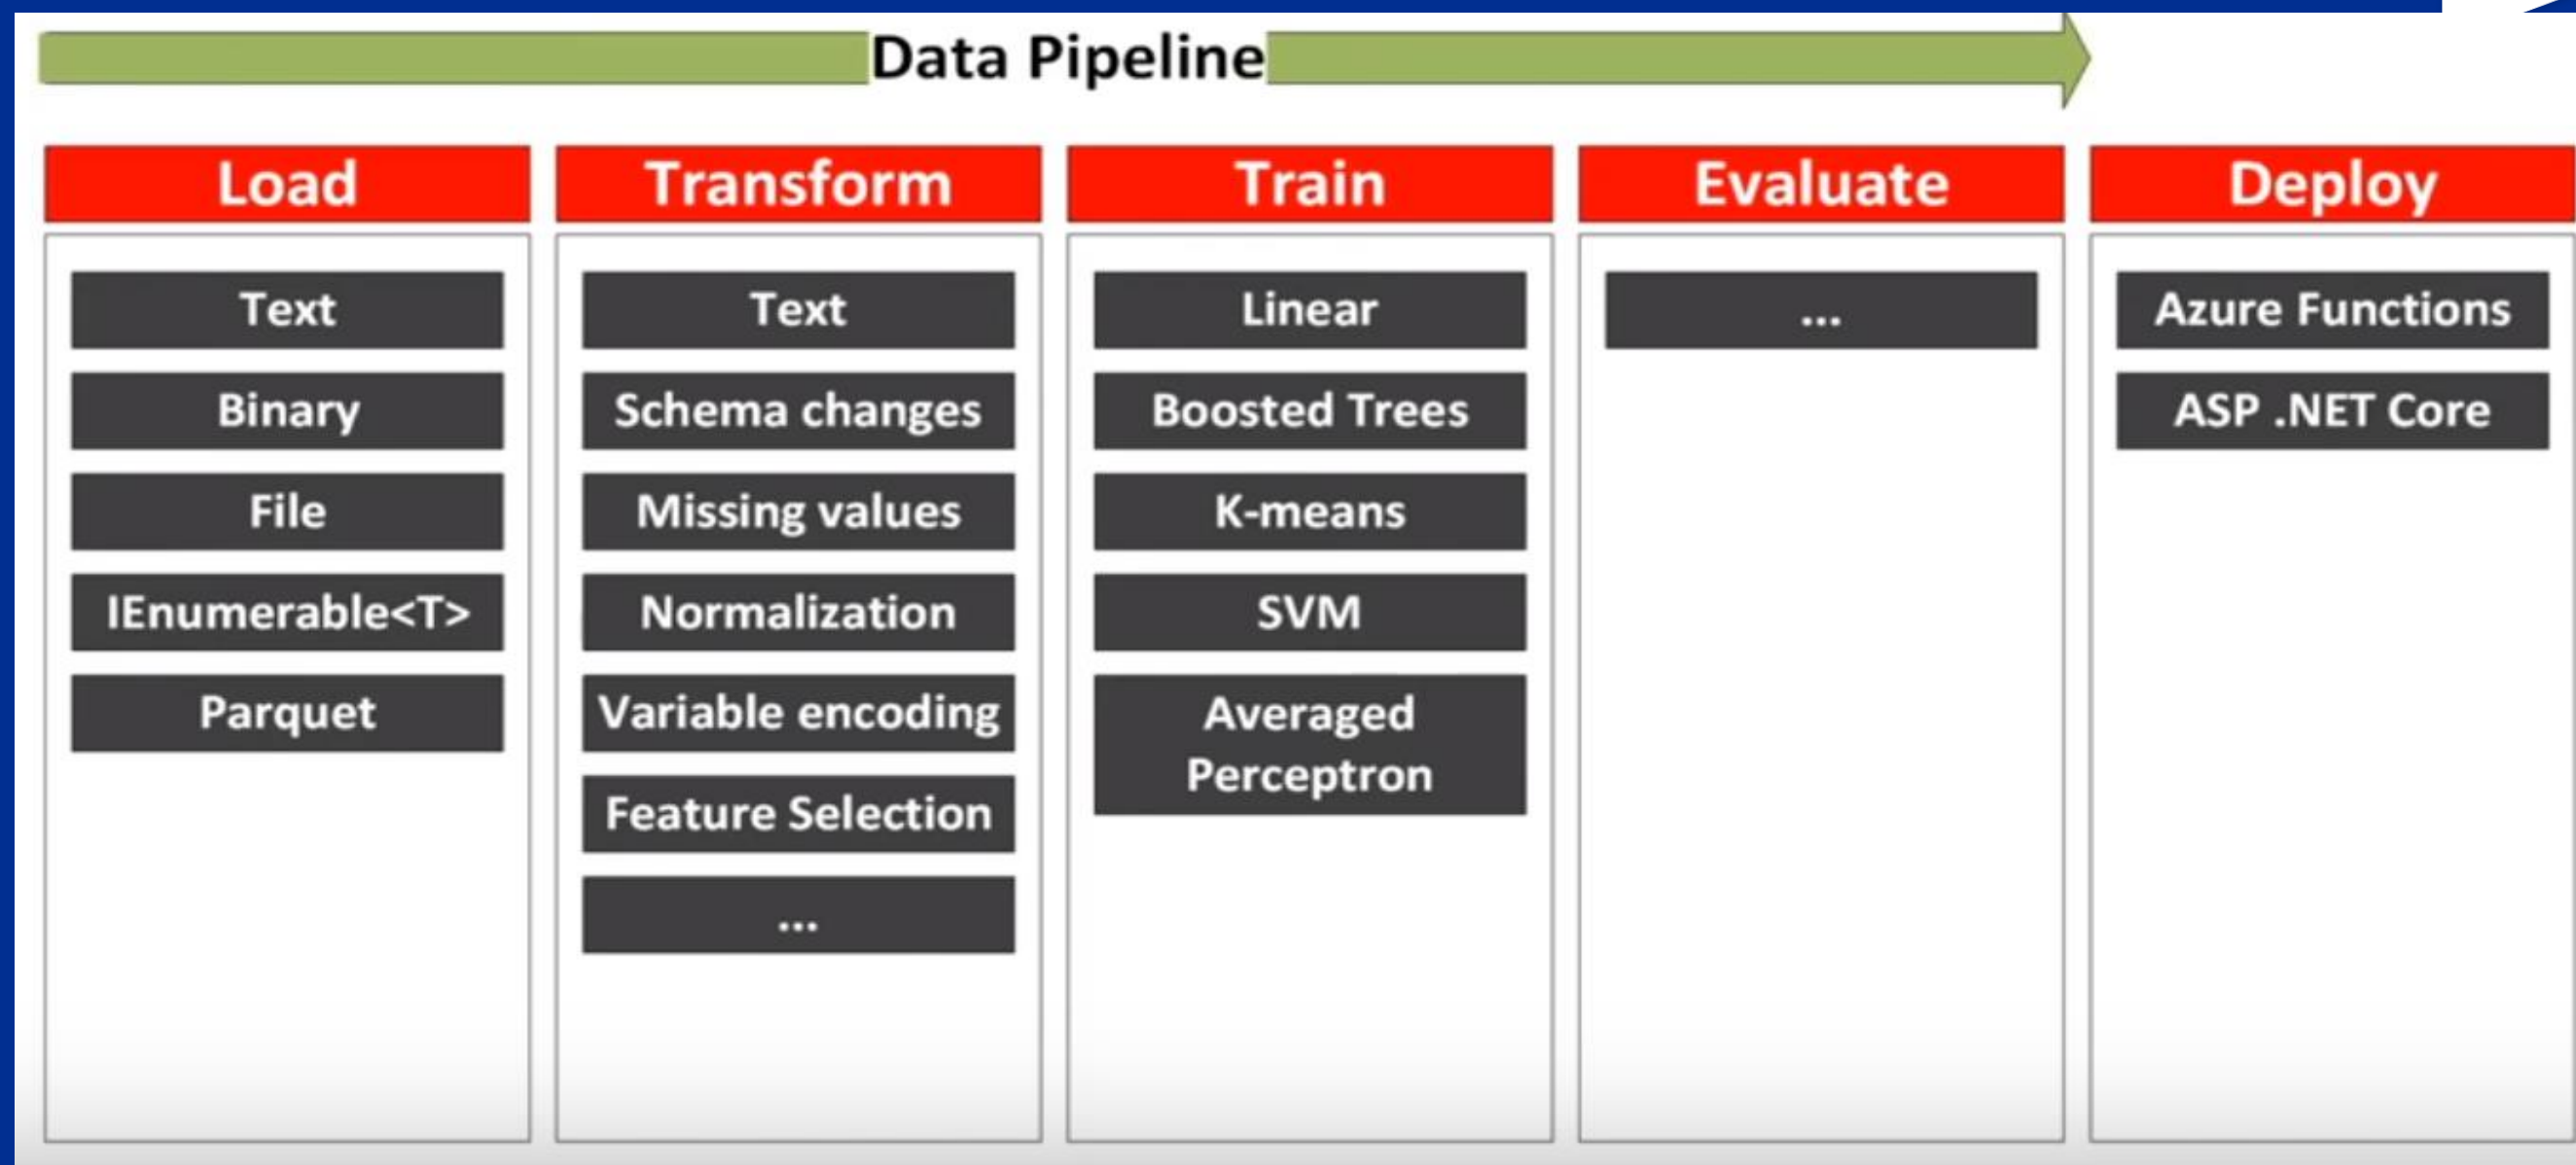 Data Pipeline
Load
Text
Binary
File
IEnumerable<T>
Parquet
Transform
Text
Schema changes
Missing values
Normalization
Variable encoding
Feature Selection
...
Train
Linear
Boosted Trees
K-means
SVM
Averaged
Perceptron
Evaluate
...
Deploy
Azure Functions
ASP .NET Core